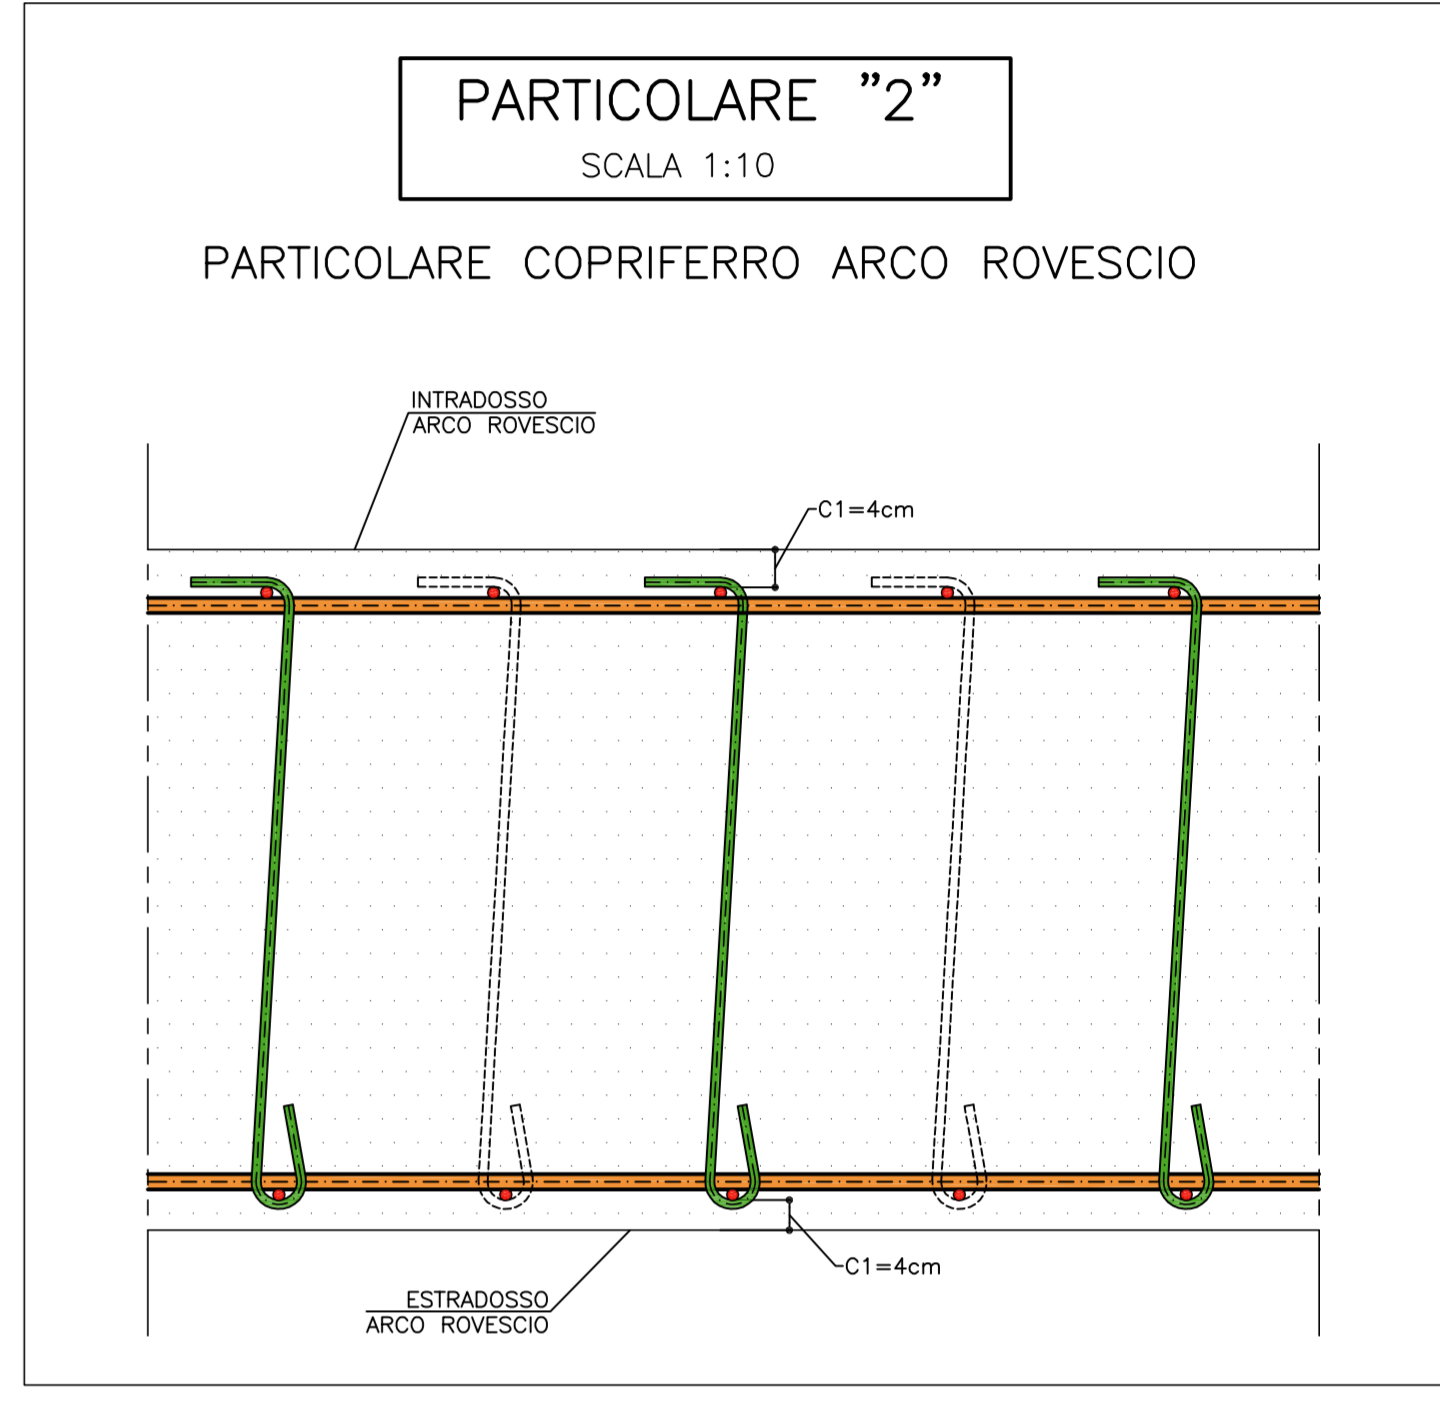 PARTICOLARE "2"
SCALA 1:10
PARTICOLARE COPRIFERRO ARCO ROVESCIO
INTRADOSSO
ARCO ROVESCIO
C1=4cm
C1=4cm
ESTRADOSSO
ARCO ROVESCIO